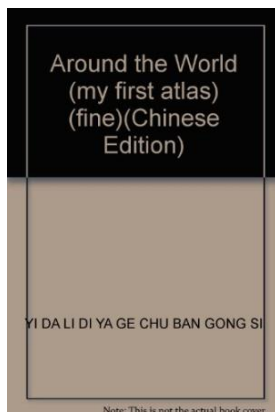 Around the World
(my first atlas)
(fine)(Chinese
Edition)
YI DA LI DI YA GE CHU BAN GONG SI
Note: This is not the actual book cover